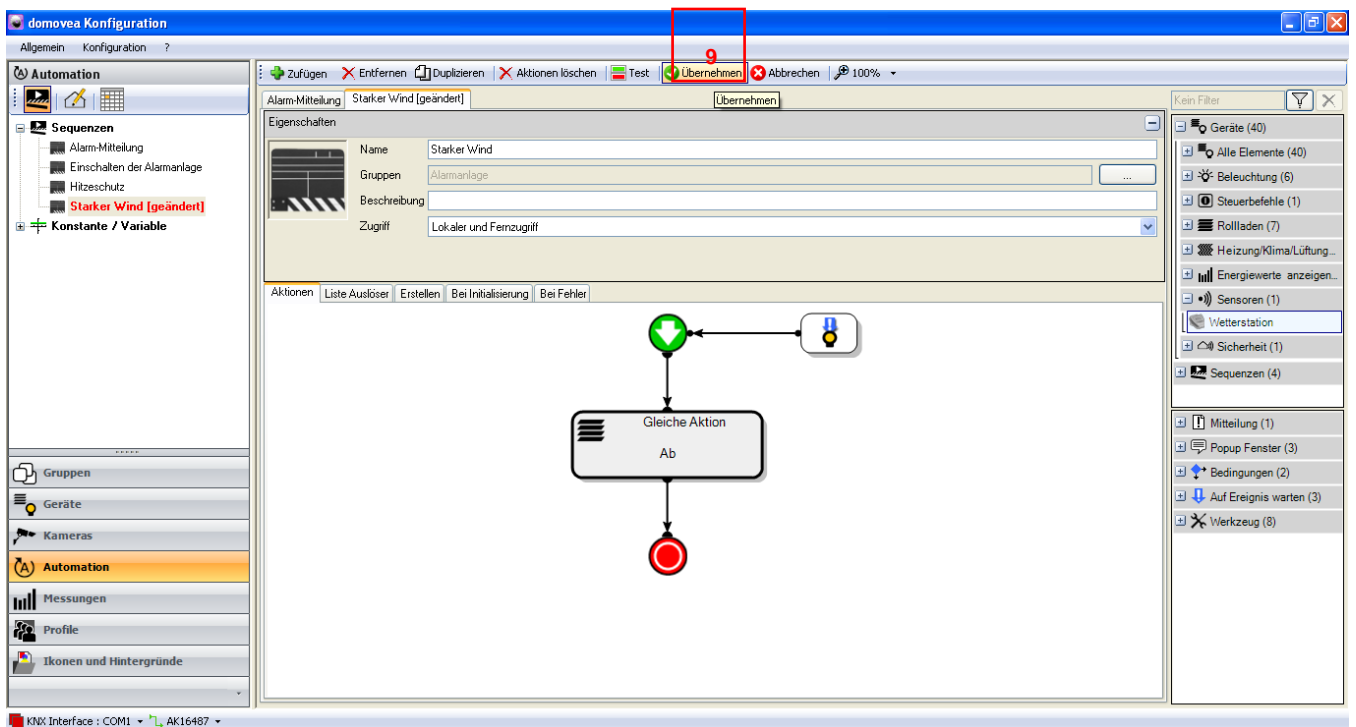 domovea Konfiguration
Allgemein Konfiguration ?
9
Automation
Zufügen Entfernen Duplizieren Aktionen löschen Test Übernehmen Abbrechen 100%
Übernehmen
Sequenzen
Alarm-Mitteilung
Einschalten der Alarmanlage
Hitzeschutz
Starker Wind [geändert]
Konstante / Variable
Gruppen
Geräte
Kameras
Automation
Messungen
Profile
Ikonen und Hintergründe
Alarm-Mitteilung Starker Wind [geändert]
Eigenschaften
Name Starker Wind
Gruppen Alarmanlage ...
Beschreibung
Zugriff Lokaler und Fernzugriff
Aktionen Liste Auslöser Erstellen Bei Initialisierung Bei Fehler
Gleiche Aktion
Ab
Kein Filter
Geräte (40)
Alle Elemente (40)
Beleuchtung (6)
Steuerbefehle (1)
Rollladen (7)
Heizung/Klima/Lüftung...
Energiewerte anzeigen...
Sensoren (1)
Wetterstation
Sicherheit (1)
Sequenzen (4)
Mitteilung (1)
Popup Fenster (3)
Bedingungen (2)
Auf Ereignis warten (3)
Werkzeug (8)
KNX Interface : COM1 AK16487